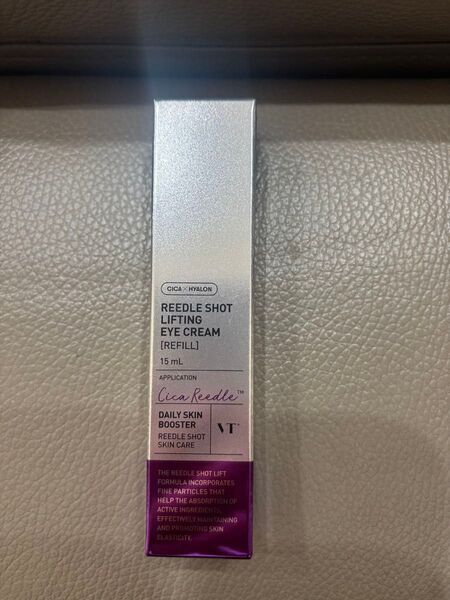 CICA × HYALON
REEDLE SHOT
LIFTING
EYE CREAM
[REFILL]
15 mL
APPLICATION
Cica Reedle™
DAILY SKIN
BOOSTER
REEDLE SHOT
SKIN CARE
VT®
THE REEDLE SHOT LIFT
FORMULA INCORPORATES
FINE PARTICLES THAT
HELP THE ABSORPTION OF
ACTIVE INGREDIENTS,
EFFECTIVELY MAINTAINING
AND PROMOTING SKIN
ELASTICITY.